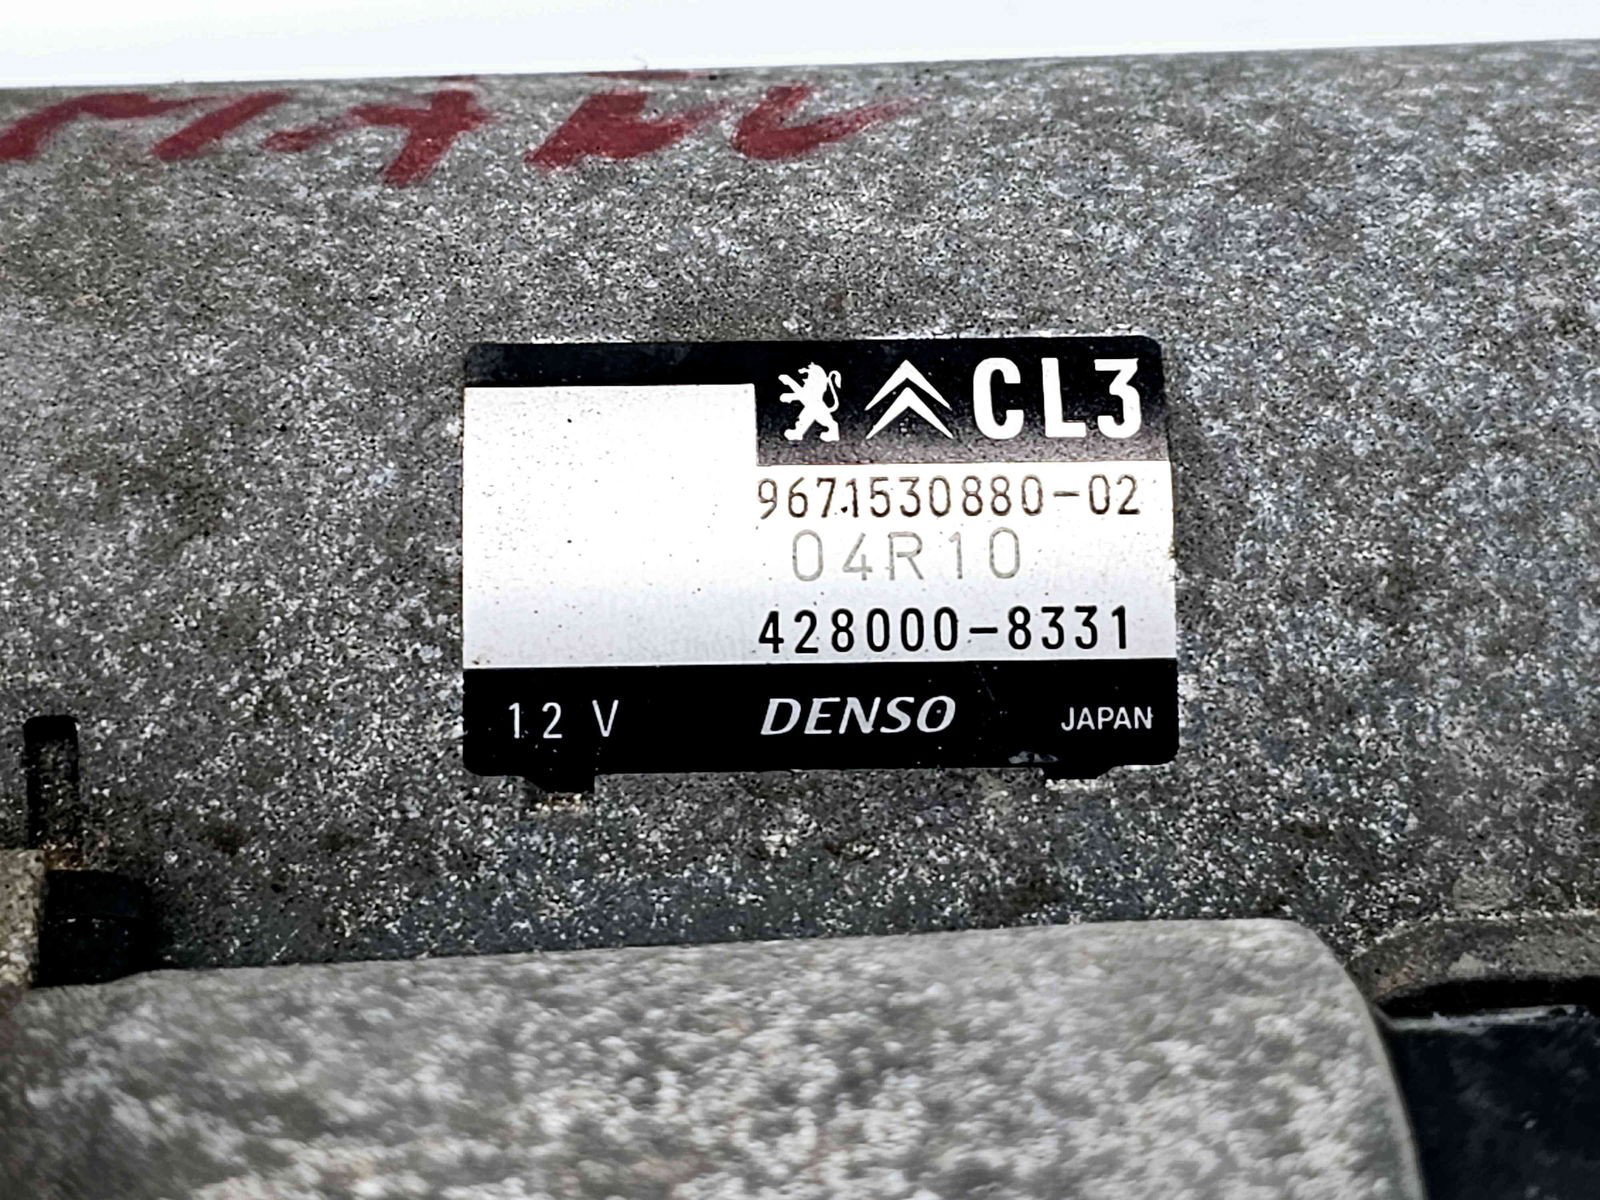 CL3
9671530880-02
04R10
428000-8331
12 V DENSO JAPAN